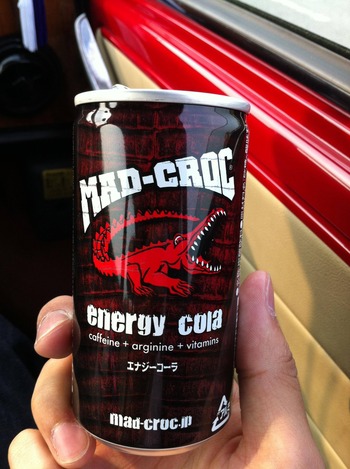 MAD-CROC
energy cola
caffeine + arginine + vitamins
エナジーコーラ
mad-croc.jp